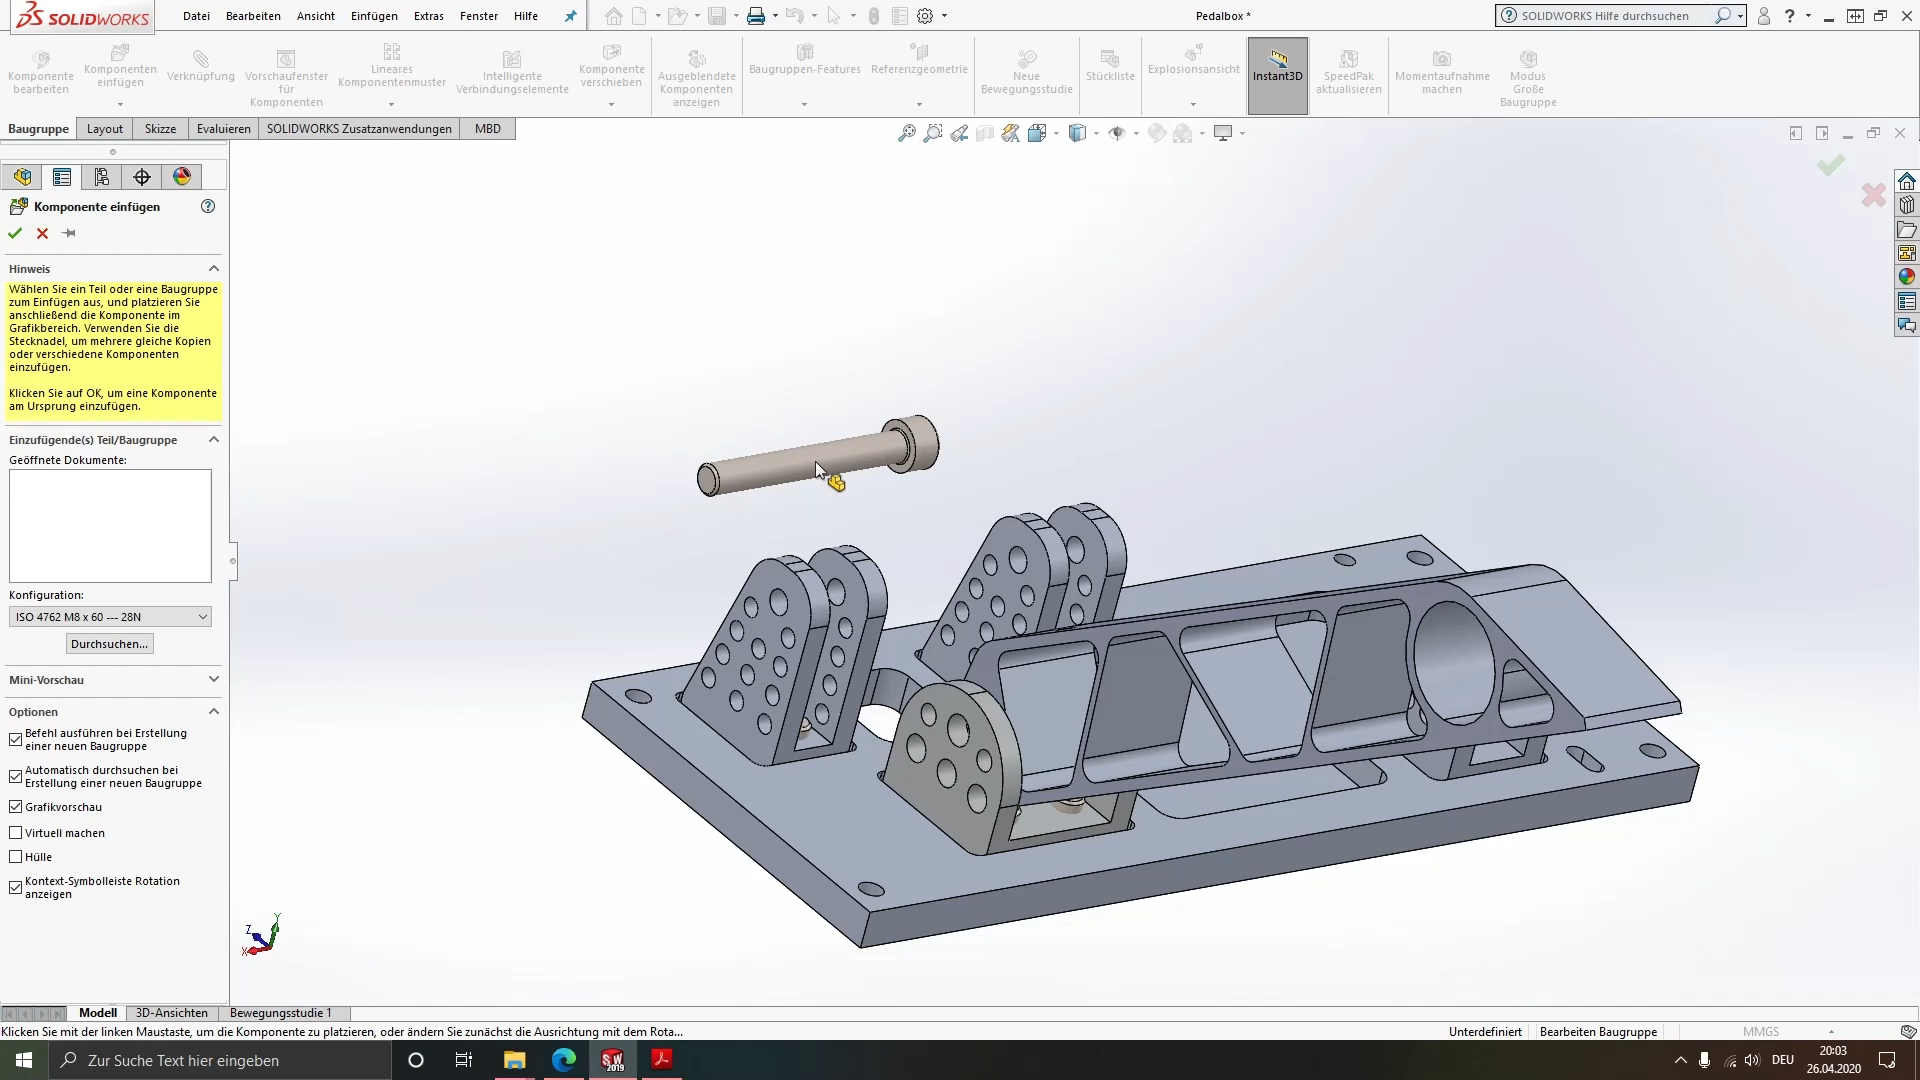 SOLIDWORKS
Datei Bearbeiten Ansicht Einfügen Extras Fenster Hilfe
Pedalbox *
SOLIDWORKS Hilfe durchsuchen
Komponente bearbeiten
Komponenten einfügen
Verknüpfung
Vorschaufenster für Komponenten
Lineares Komponentenmuster
Intelligente Verbindungselemente
Komponente verschieben
Ausgeblendete Komponenten anzeigen
Baugruppen-Features
Referenzgeometrie
Neue Bewegungsstudie
Stückliste
Explosionsansicht
Instant3D
SpeedPak aktualisieren
Momentaufnahme machen
Modus Große Baugruppe
Baugruppe Layout Skizze Evaluieren SOLIDWORKS Zusatzanwendungen MBD
Komponente einfügen
Hinweis
Wählen Sie ein Teil oder eine Baugruppe
zum Einfügen aus, und platzieren Sie
anschließend die Komponente im
Grafikbereich. Verwenden Sie die
Stecknadel, um mehrere gleiche Kopien
oder verschiedene Komponenten
einzufügen.
Klicken Sie auf OK, um eine Komponente
am Ursprung einzufügen.
Einzufügende(s) Teil/Baugruppe
Geöffnete Dokumente:
Konfiguration:
ISO 4762 M8 x 60 --- 28N
Durchsuchen...
Mini-Vorschau
Optionen
Befehl ausführen bei Erstellung
einer neuen Baugruppe
Automatisch durchsuchen bei
Erstellung einer neuen Baugruppe
Grafikvorschau
Virtuell machen
Hülle
Kontext-Symbolleiste Rotation
anzeigen
Y
Z
X
Modell 3D-Ansichten Bewegungsstudie 1
Klicken Sie mit der linken Maustaste, um die Komponente zu platzieren, oder ändern Sie zunächst die Ausrichtung mit dem Rota...
Unterdefiniert Bearbeiten Baugruppe MMGS
Zur Suche Text hier eingeben
SW
2019
DEU
20:03
26.04.2020